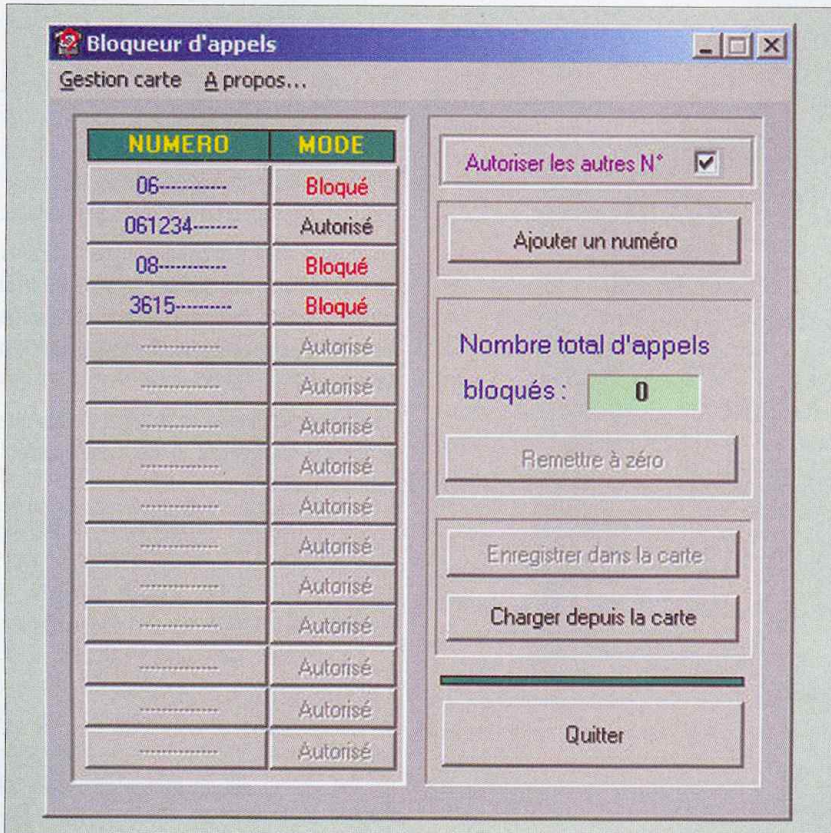 Bloqueur d'appels
Gestion carte A propos...
NUMERO MODE
06----------- Bloqué
061234-------- Autorisé
08------------ Bloqué
3615---------- Bloqué
-------------- Autorisé
-------------- Autorisé
-------------- Autorisé
-------------- Autorisé
-------------- Autorisé
-------------- Autorisé
-------------- Autorisé
-------------- Autorisé
-------------- Autorisé
-------------- Autorisé
-------------- Autorisé
Autoriser les autres N°
Ajouter un numéro
Nombre total d'appels
bloqués : 0
Remettre à zéro
Enregistrer dans la carte
Charger depuis la carte
Quitter